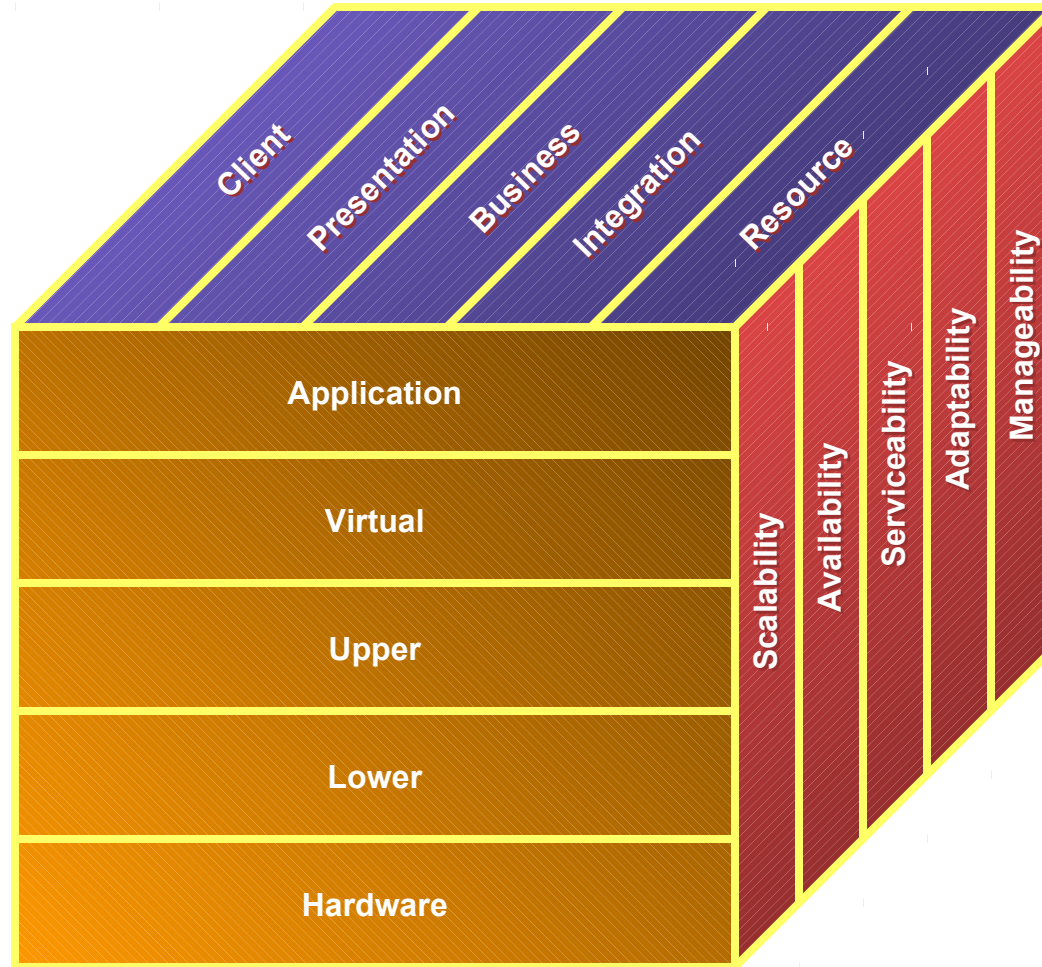 Client
Presentation
Business
Integration
Resource
Application
Virtual
Upper
Lower
Hardware
Scalability
Availability
Serviceability
Adaptability
Manageability